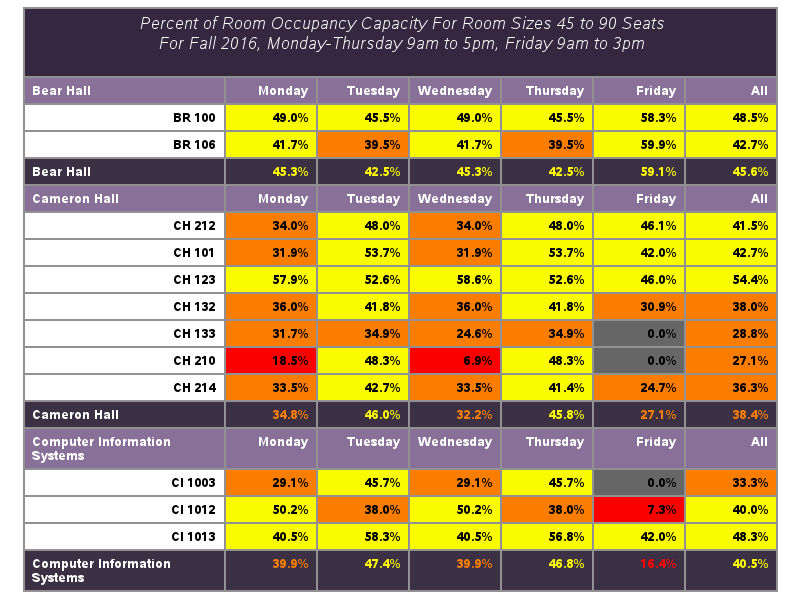 Percent of Room Occupancy Capacity For Room Sizes 45 to 90 Seats
For Fall 2016, Monday-Thursday 9am to 5pm, Friday 9am to 3pm
Bear Hall Monday Tuesday Wednesday Thursday Friday All
BR 100 49.0% 45.5% 49.0% 45.5% 58.3% 48.5%
BR 106 41.7% 39.5% 41.7% 39.5% 59.9% 42.7%
Bear Hall 45.3% 42.5% 45.3% 42.5% 59.1% 45.6%
Cameron Hall Monday Tuesday Wednesday Thursday Friday All
CH 212 34.0% 48.0% 34.0% 48.0% 46.1% 41.5%
CH 101 31.9% 53.7% 31.9% 53.7% 42.0% 42.7%
CH 123 57.9% 52.6% 58.6% 52.6% 46.0% 54.4%
CH 132 36.0% 41.8% 36.0% 41.8% 30.9% 38.0%
CH 133 31.7% 34.9% 24.6% 34.9% 0.0% 28.8%
CH 210 18.5% 48.3% 6.9% 48.3% 0.0% 27.1%
CH 214 33.5% 42.7% 33.5% 41.4% 24.7% 36.3%
Cameron Hall 34.8% 46.0% 32.2% 45.8% 27.1% 38.4%
Computer Information Monday Tuesday Wednesday Thursday Friday All
Systems
CI 1003 29.1% 45.7% 29.1% 45.7% 0.0% 33.3%
CI 1012 50.2% 38.0% 50.2% 38.0% 7.3% 40.0%
CI 1013 40.5% 58.3% 40.5% 56.8% 42.0% 48.3%
Computer Information 39.9% 47.4% 39.9% 46.8% 16.4% 40.5%
Systems